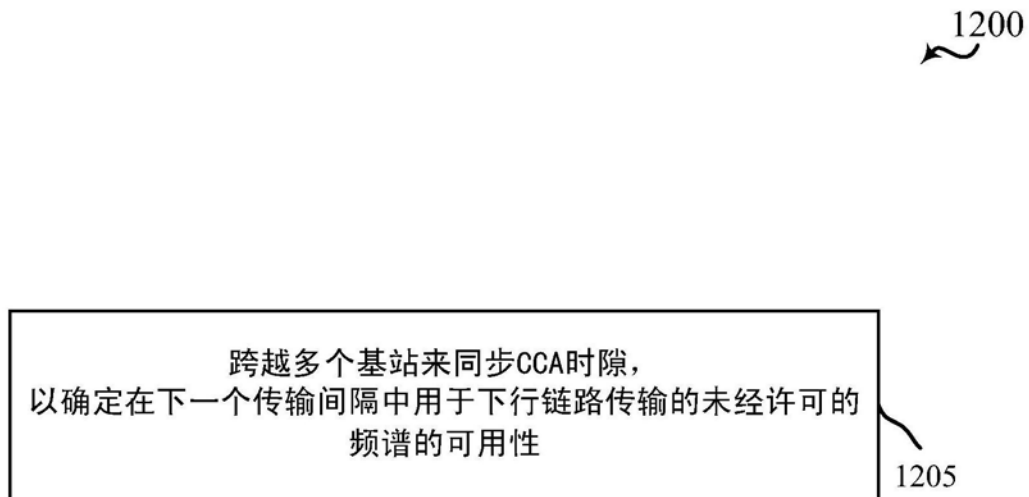 1200
跨越多个基站来同步CCA时隙，
以确定在下一个传输间隔中用于下行链路传输的未经许可的
频谱的可用性
1205